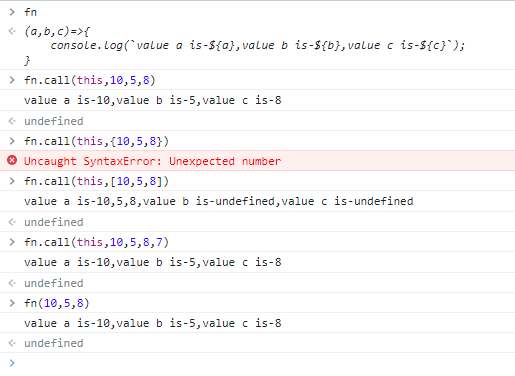 fn
(a,b,c)=>{
console.log(`value a is-${a},value b is-${b},value c is-${c}`);
}
fn.call(this,10,5,8)
value a is-10,value b is-5,value c is-8
undefined
fn.call(this,{10,5,8})
Uncaught SyntaxError: Unexpected number
fn.call(this,[10,5,8])
value a is-10,5,8,value b is-undefined,value c is-undefined
undefined
fn.call(this,10,5,8,7)
value a is-10,value b is-5,value c is-8
undefined
fn(10,5,8)
value a is-10,value b is-5,value c is-8
undefined